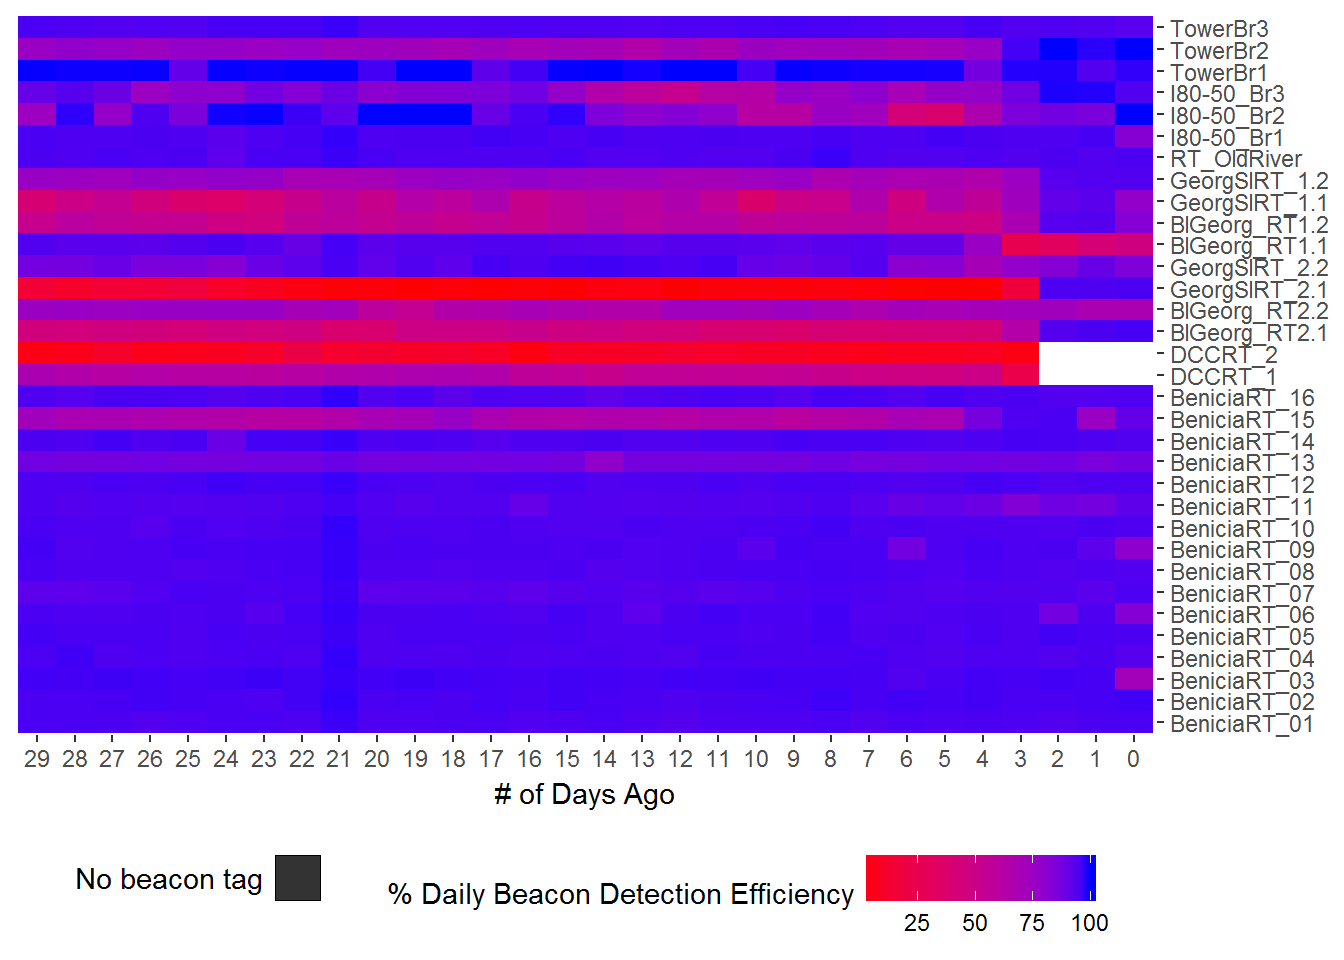 TowerBr3
TowerBr2
TowerBr1
I80-50_Br3
I80-50_Br2
I80-50_Br1
RT_OldRiver
GeorgSlRT_1.2
GeorgSlRT_1.1
BlGeorg_RT1.2
BlGeorg_RT1.1
GeorgSlRT_2.2
GeorgSlRT_2.1
BlGeorg_RT2.2
BlGeorg_RT2.1
DCCRT_2
DCCRT_1
BeniciaRT_16
BeniciaRT_15
BeniciaRT_14
BeniciaRT_13
BeniciaRT_12
BeniciaRT_11
BeniciaRT_10
BeniciaRT_09
BeniciaRT_08
BeniciaRT_07
BeniciaRT_06
BeniciaRT_05
BeniciaRT_04
BeniciaRT_03
BeniciaRT_02
BeniciaRT_01
29 28 27 26 25 24 23 22 21 20 19 18 17 16 15 14 13 12 11 10 9 8 7 6 5 4 3 2 1 0
# of Days Ago
No beacon tag
% Daily Beacon Detection Efficiency
25 50 75 100